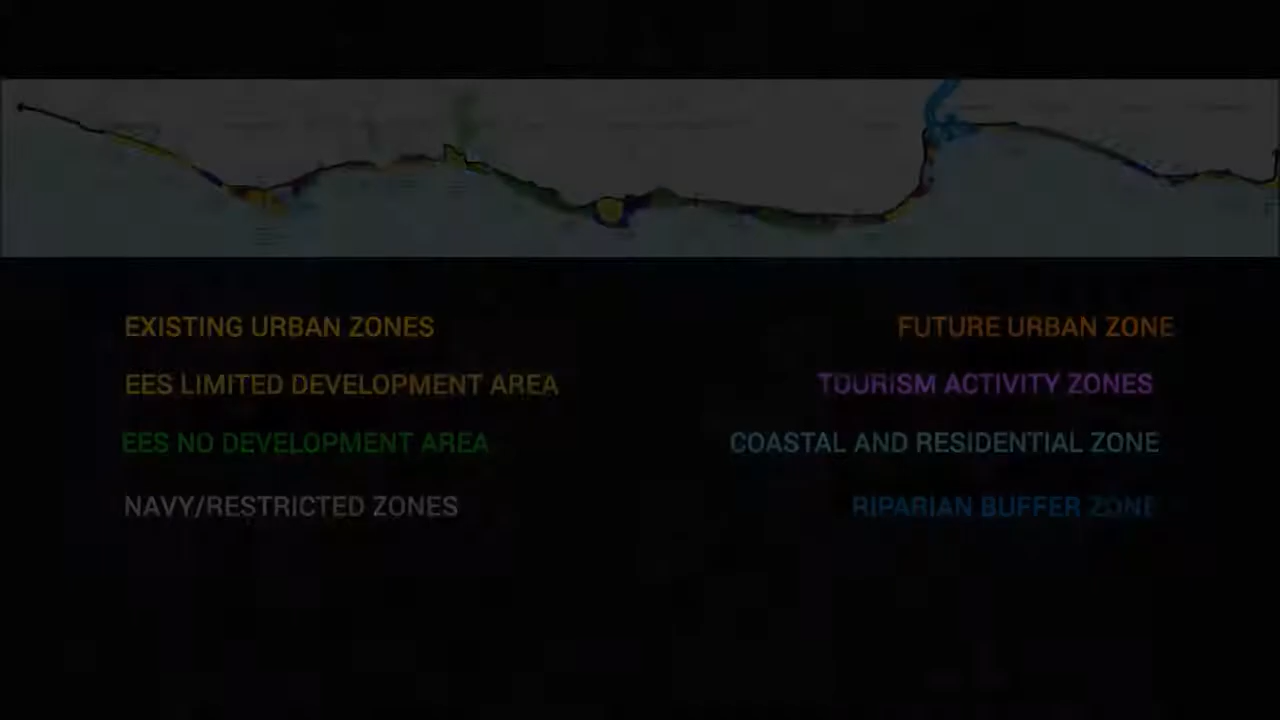 EXISTING URBAN ZONES
FUTURE URBAN ZONE
EES LIMITED DEVELOPMENT AREA
TOURISM ACTIVITY ZONES
EES NO DEVELOPMENT AREA
COASTAL AND RESIDENTIAL ZONE
NAVY/RESTRICTED ZONES
RIPARIAN BUFFER ZONE